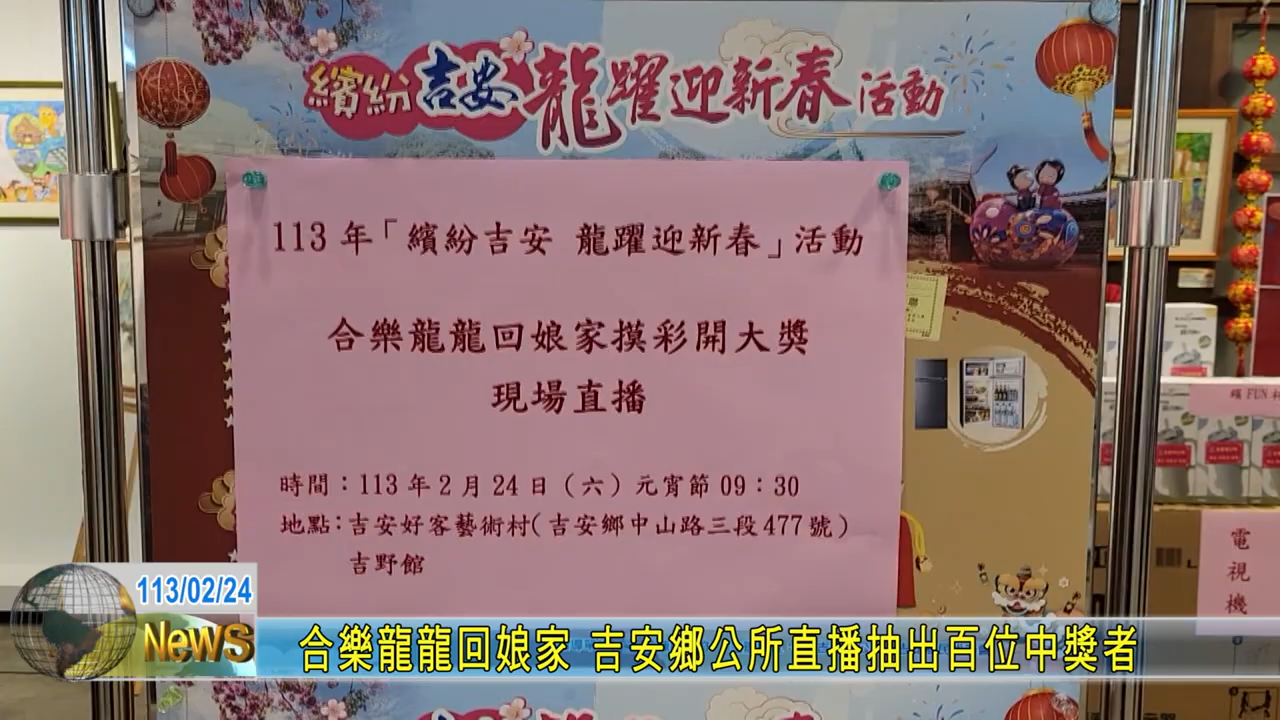 繽紛吉安龍躍迎新春活動
113 年「繽紛吉安 龍躍迎新春」活動
合樂龍龍回娘家摸彩開大獎
現場直播
時間：113 年 2 月 24 日（六）元宵節 09：30
地點：吉安好客藝術村（吉安鄉中山路三段 477 號）
吉野館
聯
繽 FUN
電視機
113/02/24
News
合樂龍龍回娘家 吉安鄉公所直播抽出百位中獎者